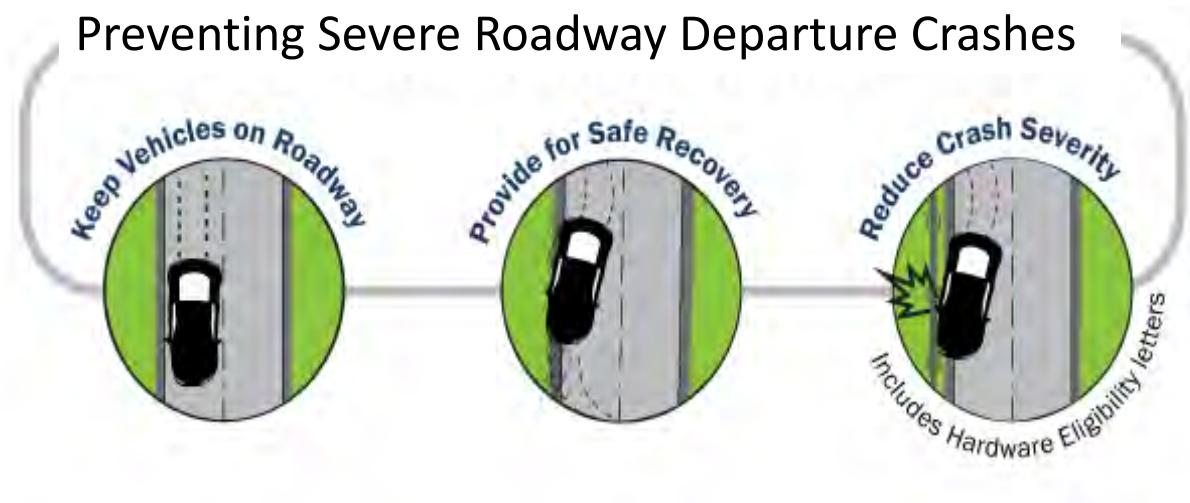 Preventing Severe Roadway Departure Crashes
Keep Vehicles on Roadway
Provide for Safe Recovery
Reduce Crash Severity
Includes Hardware Eligibility letters